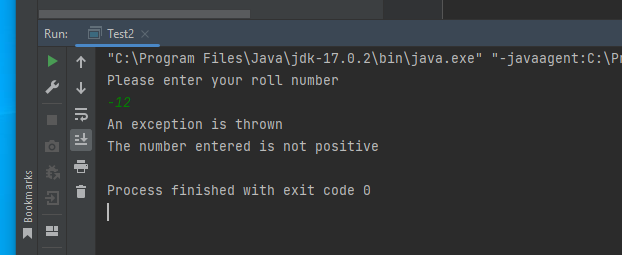 Run: Test2
"C:\Program Files\Java\jdk-17.0.2\bin\java.exe" "-javaagent:C:\Pr
Please enter your roll number
-12
An exception is thrown
The number entered is not positive
Process finished with exit code 0
Bookmarks